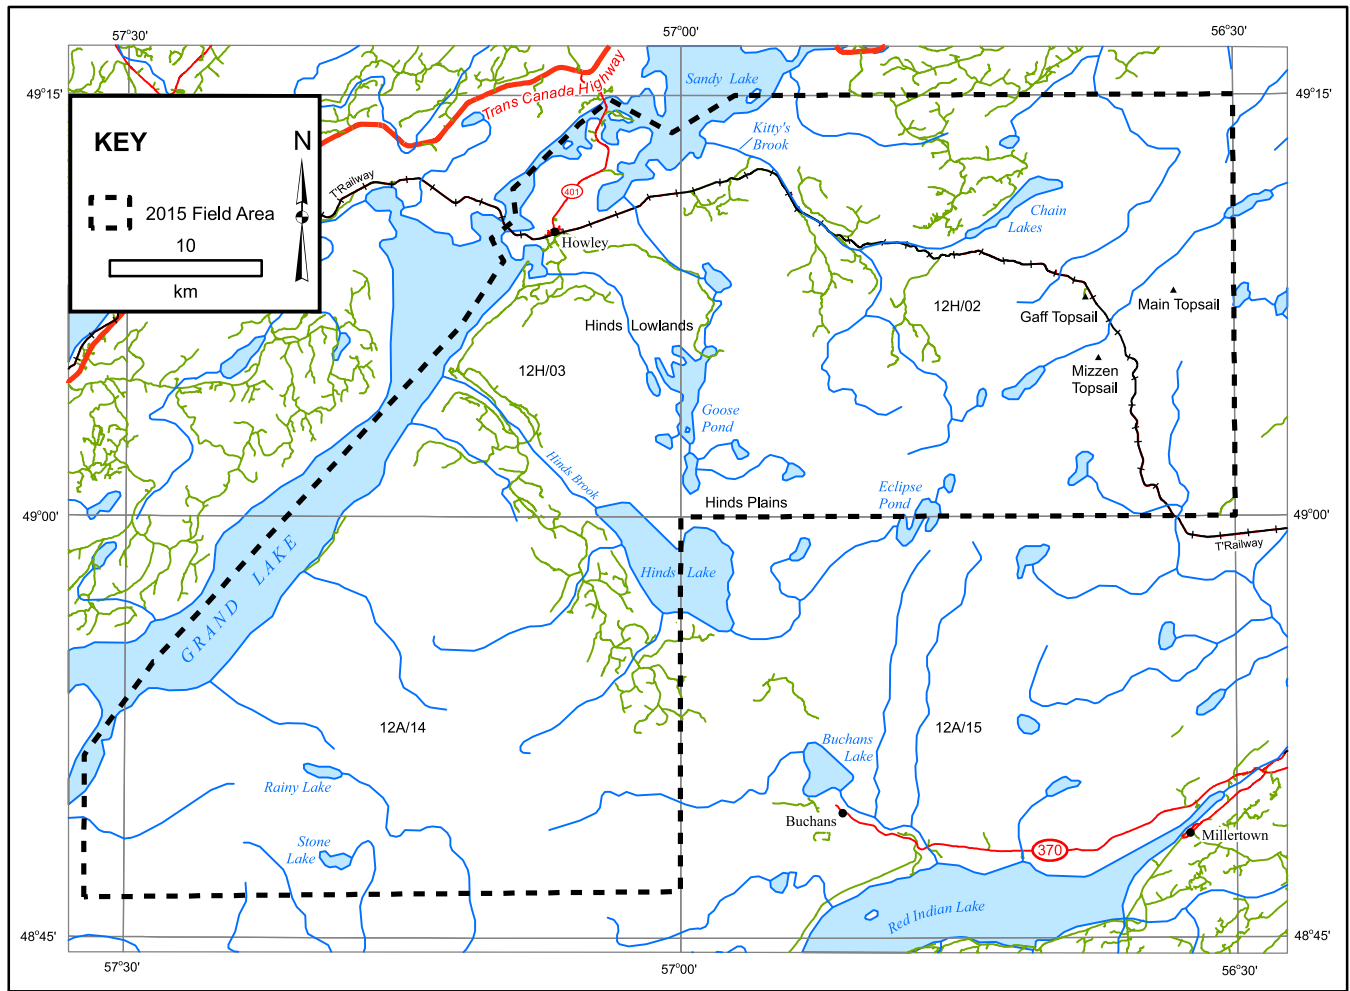 57°30'
57°00'
56°30'
49°15'
49°15'
Sandy Lake
Trans Canada Highway
KEY
N
2015 Field Area
10
km
T'Railway
401
Howley
Kitty's
Brook
Chain
Lakes
12H/02
Gaff Topsail
Main Topsail
Mizzen
Topsail
Hinds Lowlands
12H/03
Goose
Pond
Hinds Brook
Eclipse
Pond
Hinds Plains
49°00'
49°00'
T'Railway
GRAND LAKE
Hinds Lake
12A/14
12A/15
Buchans
Lake
Rainy Lake
Buchans
Millertown
Stone
Lake
370
Red Indian Lake
48°45'
48°45'
57°30'
57°00'
56°30'